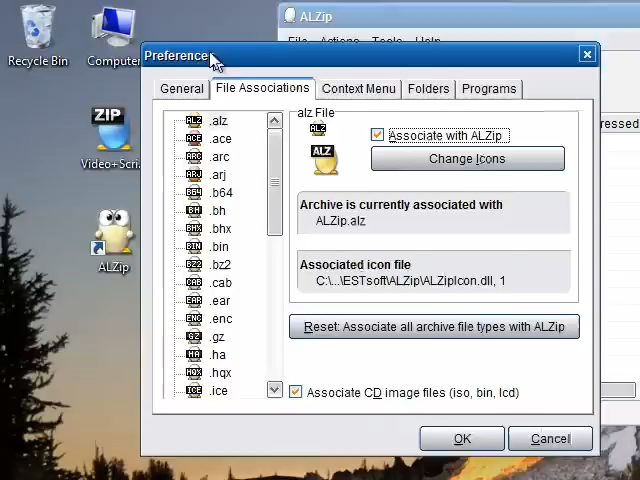 ALZip
File Actions Tools Help
Recycle Bin
Computer
Preference
General
File Associations
Context Menu
Folders
Programs
ZIP
Video+Scri...
ALZip
.alz
.ace
.arc
.arj
.b64
.bh
.bhx
.bin
.bz2
.cab
.ear
.enc
.gz
.ha
.hqx
.ice
alz File
ALZ
ALZ
Associate with ALZip
Change Icons
Archive is currently associated with
ALZip.alz
Associated icon file
C:\...\ESTsoft\ALZip\ALZipIcon.dll, 1
Reset: Associate all archive file types with ALZip
Associate CD image files (iso, bin, lcd)
OK
Cancel
ressed